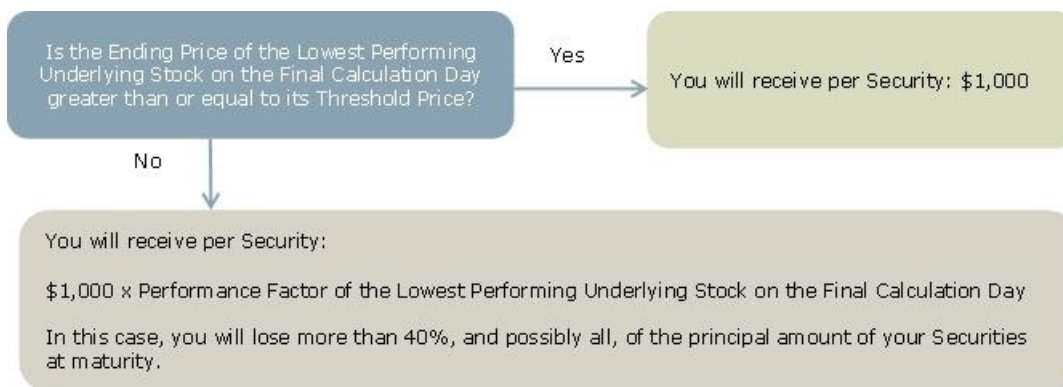 Is the Ending Price of the Lowest Performing
Underlying Stock on the Final Calculation Day
greater than or equal to its Threshold Price?
Yes
You will receive per Security: $1,000
No
You will receive per Security:
$1,000 x Performance Factor of the Lowest Performing Underlying Stock on the Final Calculation Day
In this case, you will lose more than 40%, and possibly all, of the principal amount of your Securities
at maturity.